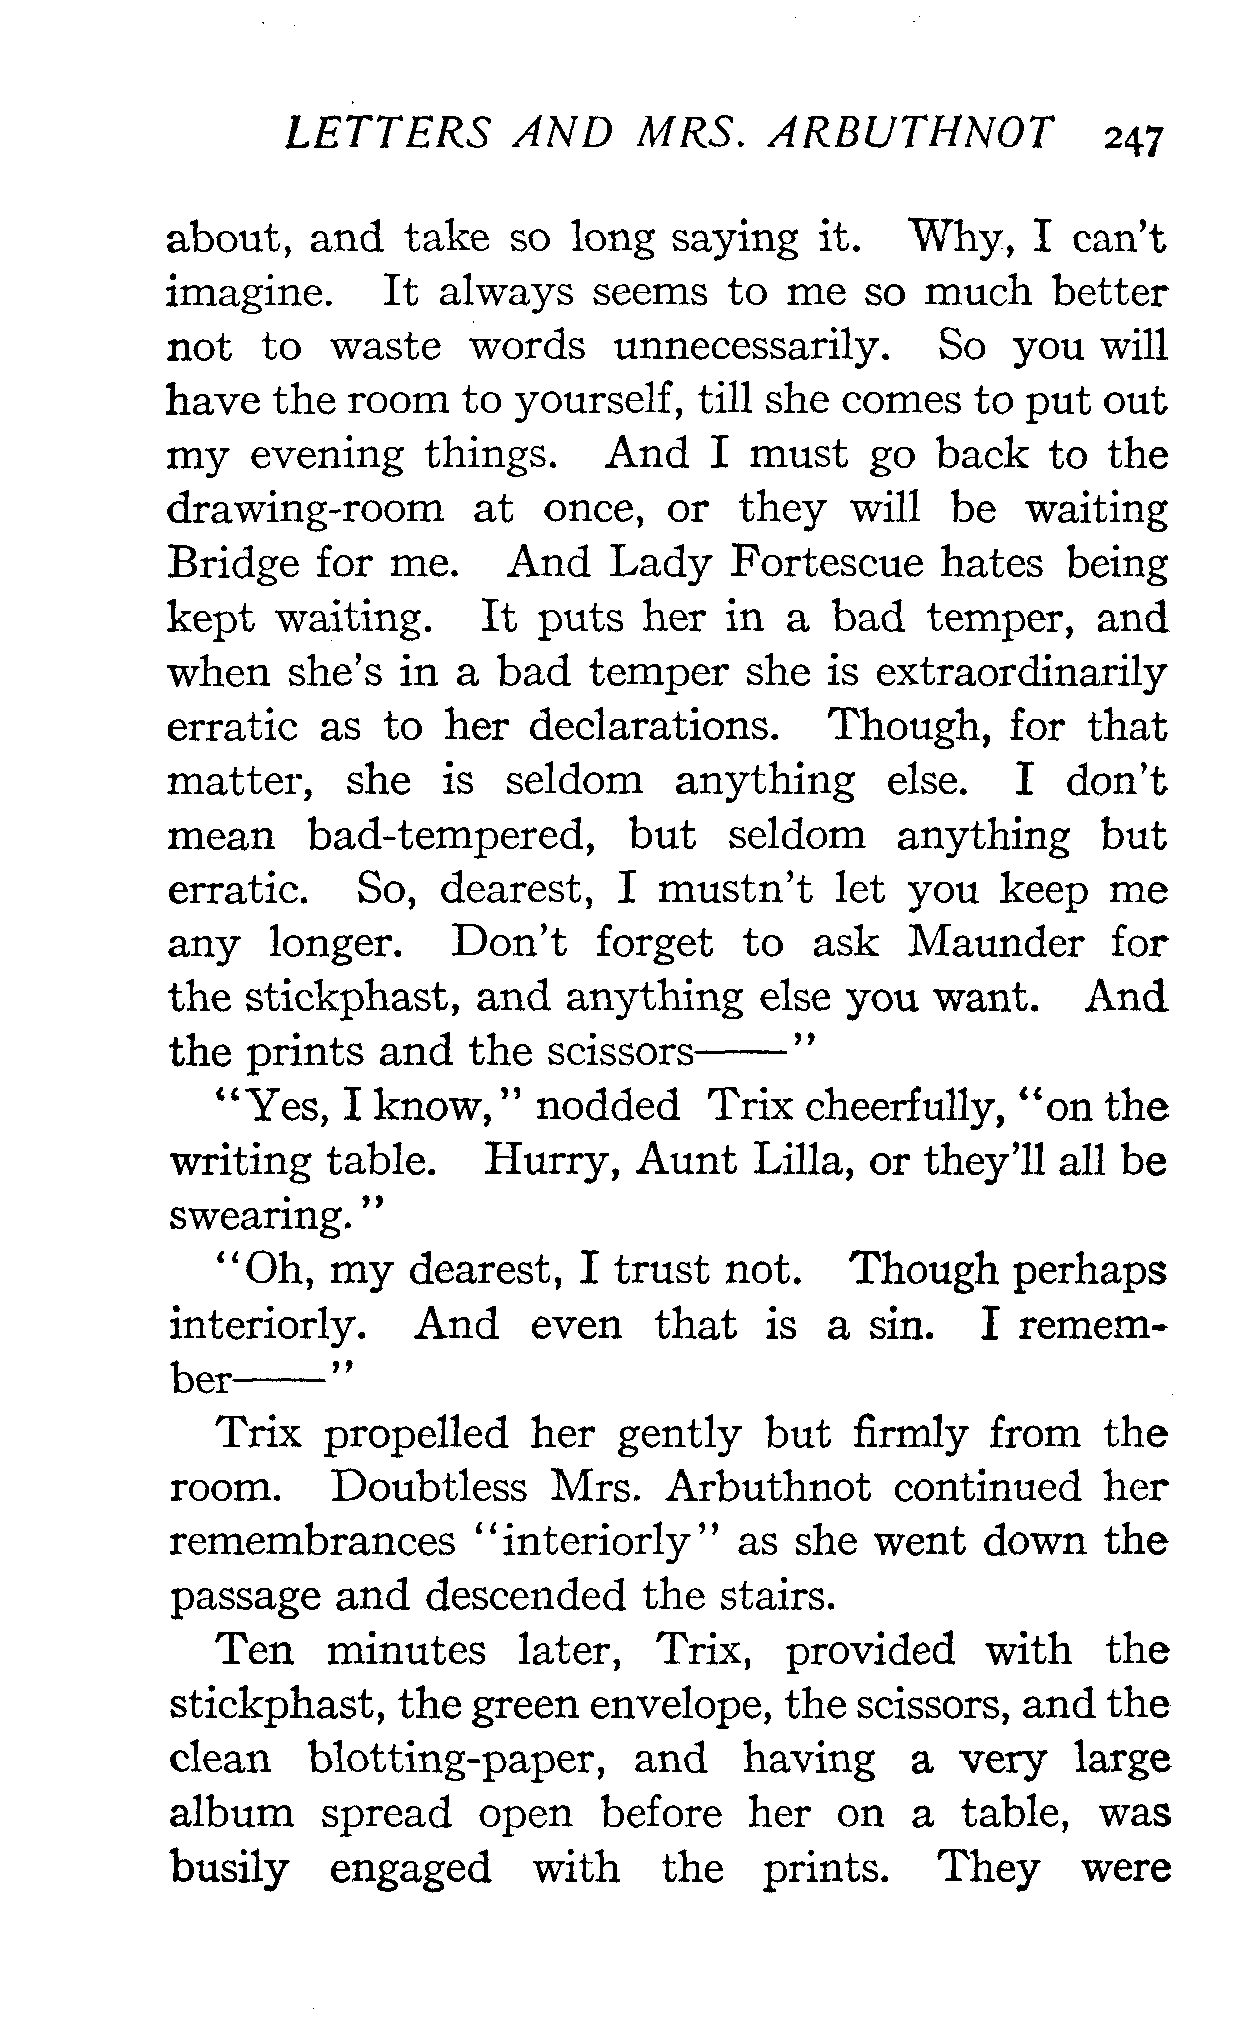 LETTERS AND MRS. ARBUTHNOT 247
about, and take so long saying it. Why, I can't
imagine. It always seems to me so much better
not to waste words unnecessarily. So you will
have the room to yourself, till she comes to put out
my evening things. And I must go back to the
drawing-room at once, or they will be waiting
Bridge for me. And Lady Fortescue hates being
kept waiting. It puts her in a bad temper, and
when she's in a bad temper she is extraordinarily
erratic as to her declarations. Though, for that
matter, she is seldom anything else. I don't
mean bad-tempered, but seldom anything but
erratic. So, dearest, I mustn't let you keep me
any longer. Don't forget to ask Maunder for
the stickphast, and anything else you want. And
the prints and the scissors——"
"Yes, I know," nodded Trix cheerfully, "on the
writing table. Hurry, Aunt Lilla, or they'll all be
swearing."
"Oh, my dearest, I trust not. Though perhaps
interiorly. And even that is a sin. I remem-
ber——"
Trix propelled her gently but firmly from the
room. Doubtless Mrs. Arbuthnot continued her
remembrances "interiorly" as she went down the
passage and descended the stairs.
Ten minutes later, Trix, provided with the
stickphast, the green envelope, the scissors, and the
clean blotting-paper, and having a very large
album spread open before her on a table, was
busily engaged with the prints. They were